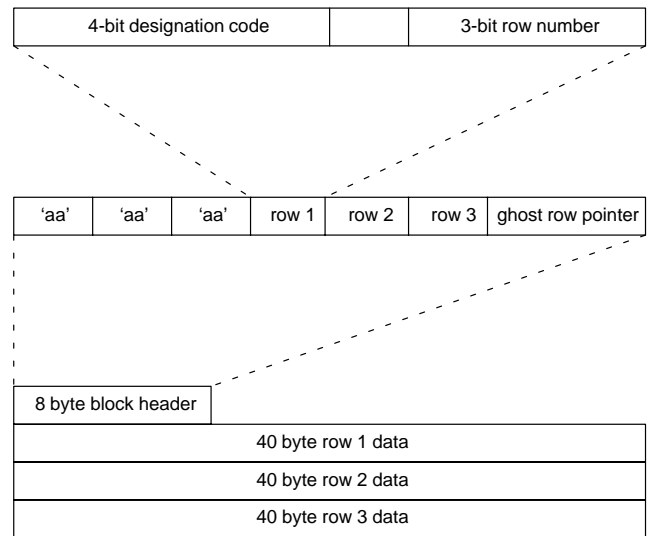 4-bit designation code 3-bit row number
‘aa’ ‘aa’ ‘aa’ row 1 row 2 row 3 ghost row pointer
8 byte block header
40 byte row 1 data
40 byte row 2 data
40 byte row 3 data